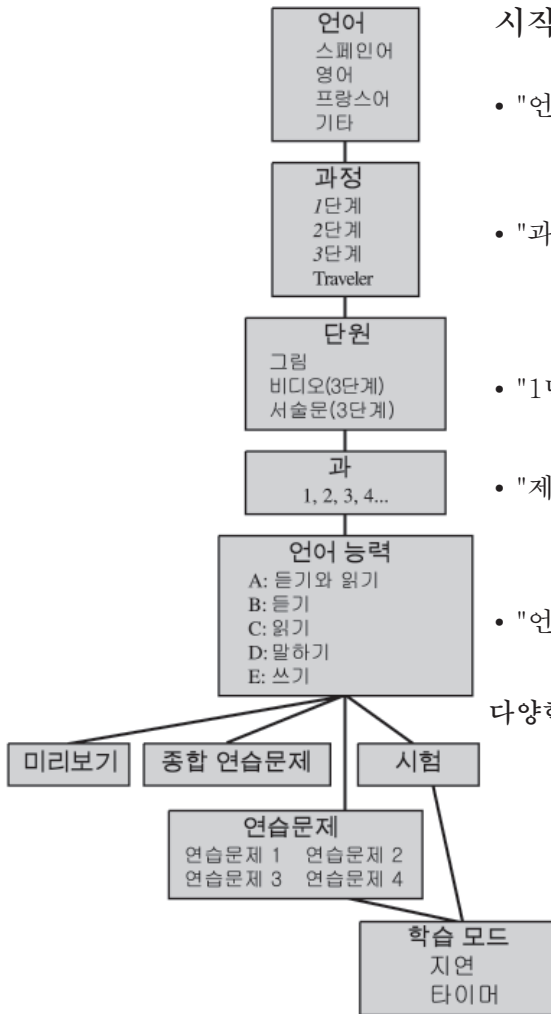 언어
스페인어
영어
프랑스어
기타
과정
1단계
2단계
3단계
Traveler
단원
그림
비디오(3단계)
서술문(3단계)
과
1, 2, 3, 4...
언어 능력
A: 듣기와 읽기
B: 듣기
C: 읽기
D: 말하기
E: 쓰기
미리보기 종합 연습문제 시험
연습문제
연습문제 1 연습문제 2
연습문제 3 연습문제 4
학습 모드
지연
타이머
시작
• "언
• "과
• "1
• "제
• "언